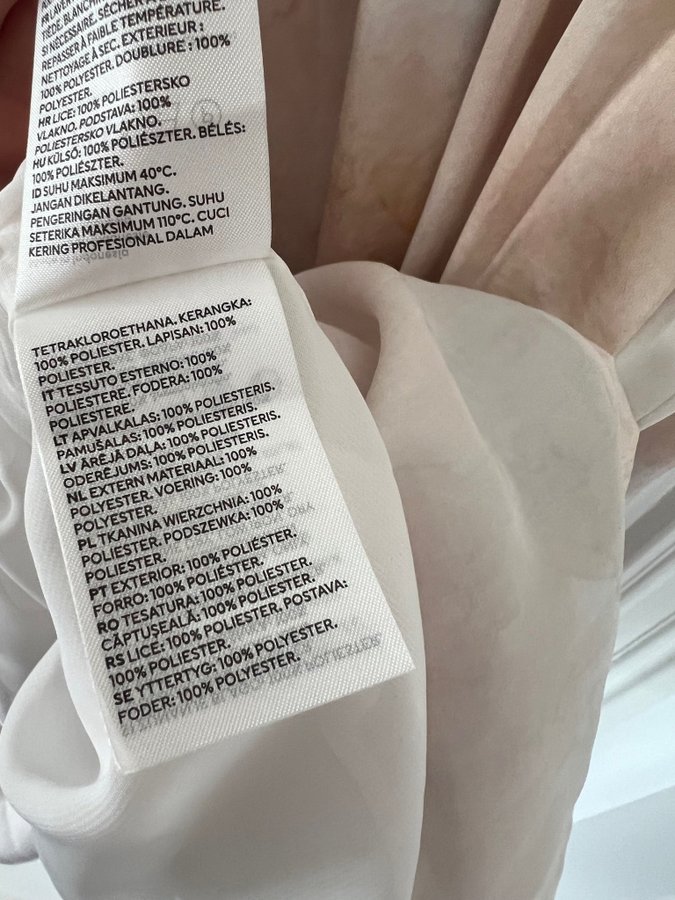 TIÈDE. BLANCHIMENT
SI NÉCESSAIRE. SÉCHER
REPASSER À FAIBLE TEMPÉRATURE.
NETTOYAGE À SEC. EXTERIEUR :
100% POLYESTER. DOUBLURE : 100%
POLYESTER.
HR LICE: 100% POLIESTERSKO
VLAKNO. PODSTAVA: 100%
POLIESTERSKO VLAKNO.
HU KÜLSŐ: 100% POLIÉSZTER. BÉLÉS:
100% POLIÉSZTER.
ID SUHU MAKSIMUM 40°C.
JANGAN DIKELANTANG.
PENGERINGAN GANTUNG. SUHU
SETERIKA MAKSIMUM 110°C. CUCI
KERING PROFESIONAL DALAM
TETRAKLOROETHANA. KERANGKA:
100% POLIESTER. LAPISAN: 100%
POLIESTER.
IT TESSUTO ESTERNO: 100%
POLIESTERE. FODERA: 100%
POLIESTERE.
LT APVALKALAS: 100% POLIESTERIS.
PAMUŠALAS: 100% POLIESTERIS.
LV ĀRĒJĀ DAĻA: 100% POLIESTERIS.
ODERĒJUMS: 100% POLIESTERIS.
NL EXTERN MATERIAAL: 100%
POLYESTER. VOERING: 100%
POLYESTER.
PL TKANINA WIERZCHNIA: 100%
POLIESTER. PODSZEWKA: 100%
POLIESTER.
PT EXTERIOR: 100% POLIÉSTER.
FORRO: 100% POLIÉSTER.
RO TESATURA: 100% POLIESTER.
CĂPTUŞEALĂ: 100% POLIESTER.
RS LICE: 100% POLIESTER. POSTAVA:
100% POLIESTER.
SE YTTERTYG: 100% POLYESTER.
FODER: 100% POLYESTER.